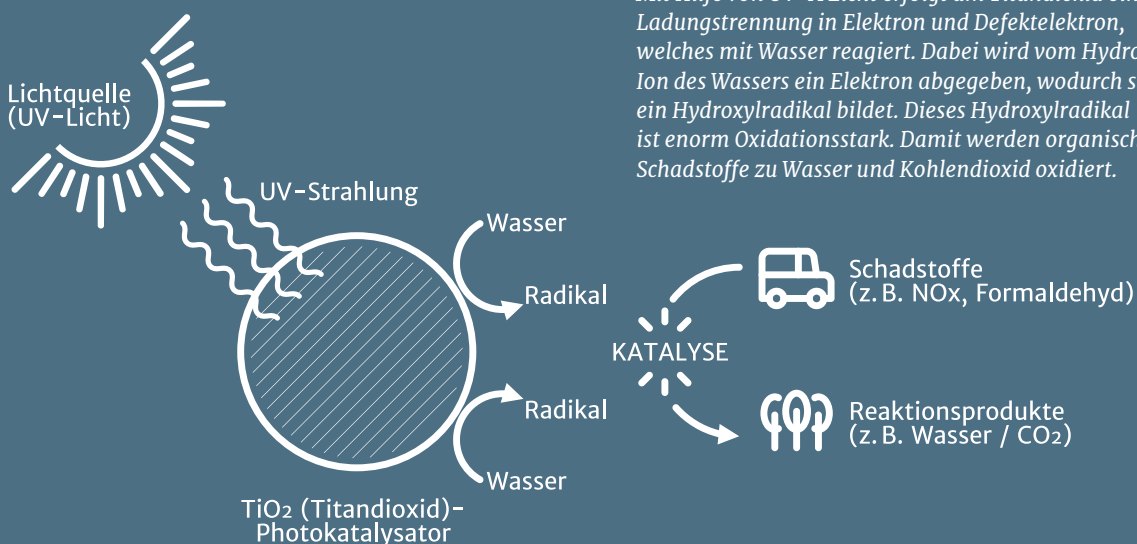 Ladungstrennung in Elektron und Defektelektron,
welches mit Wasser reagiert. Dabei wird vom
Ion des Wassers ein Elektron abgegeben, wodurch
ein Hydroxylradikal bildet. Dieses Hydroxylradikal
ist enorm Oxidationsstark. Damit werden
Schadstoffe zu Wasser und Kohlendioxid oxidiert.
Lichtquelle
(UV-Licht)
UV-Strahlung
Wasser
Radikal
Radikal
Wasser
TiO₂ (Titandioxid)-
Photokatalysator
KATALYSE
Schadstoffe
(z. B. NOx, Formaldehyd)
Reaktionsprodukte
(z. B. Wasser / CO₂)